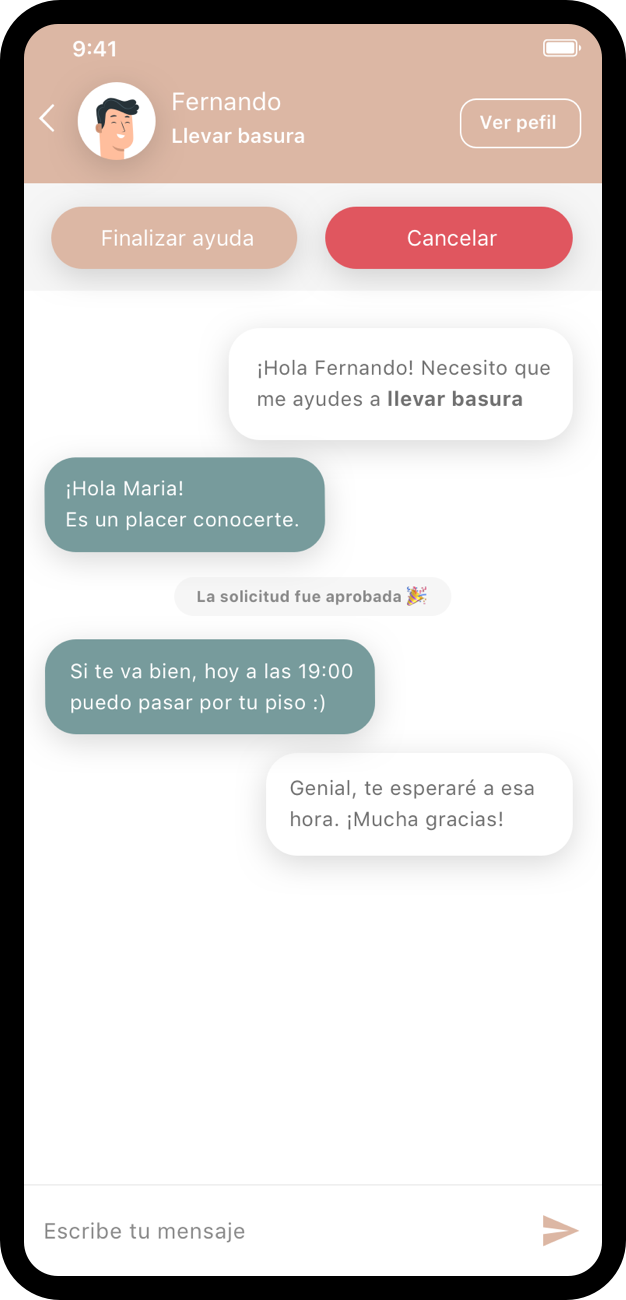 9:41
Fernando
Llevar basura
Ver pefil
Finalizar ayuda
Cancelar
¡Hola Fernando! Necesito que
me ayudes a llevar basura
¡Hola Maria!
Es un placer conocerte.
La solicitud fue aprobada 🎉
Si te va bien, hoy a las 19:00
puedo pasar por tu piso :)
Genial, te esperaré a esa
hora. ¡Mucha gracias!
Escribe tu mensaje